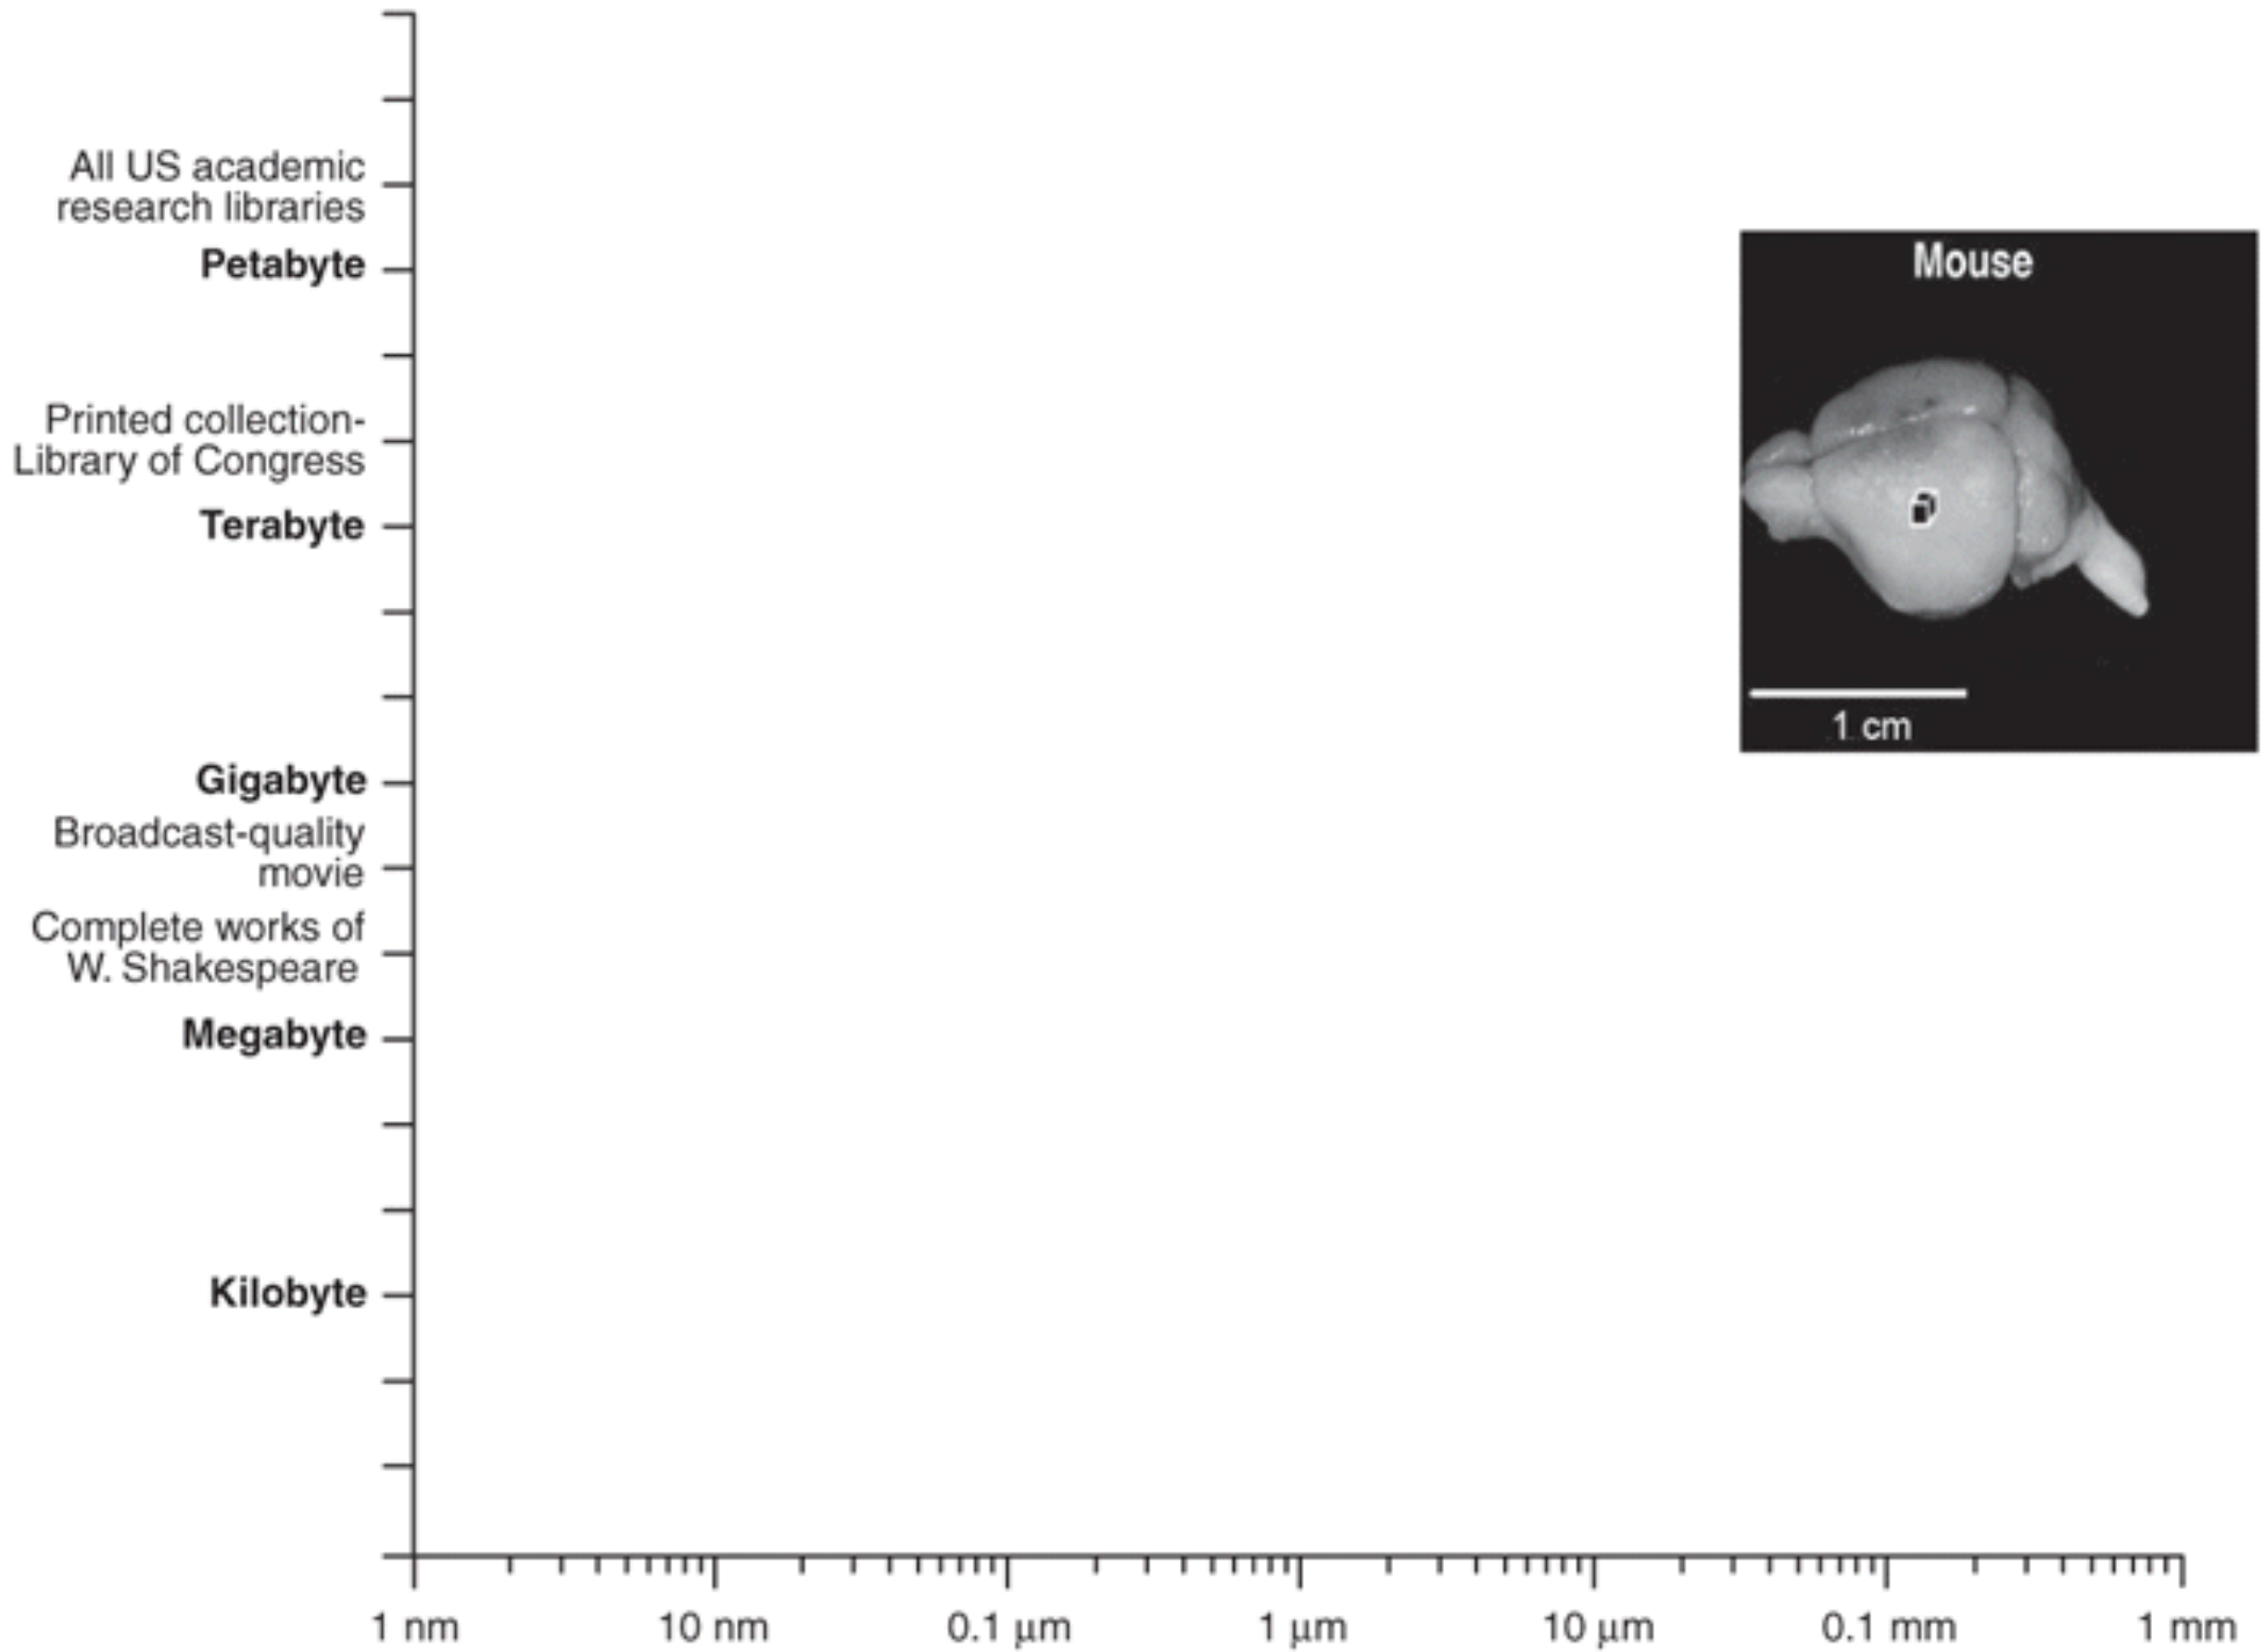 All US academic
research libraries
Petabyte
Printed collection-
Library of Congress
Terabyte
Gigabyte
Broadcast-quality
movie
Complete works of
W. Shakespeare
Megabyte
Kilobyte
Mouse
1 cm
1 nm
10 nm
0.1 μm
1 μm
10 μm
0.1 mm
1 mm